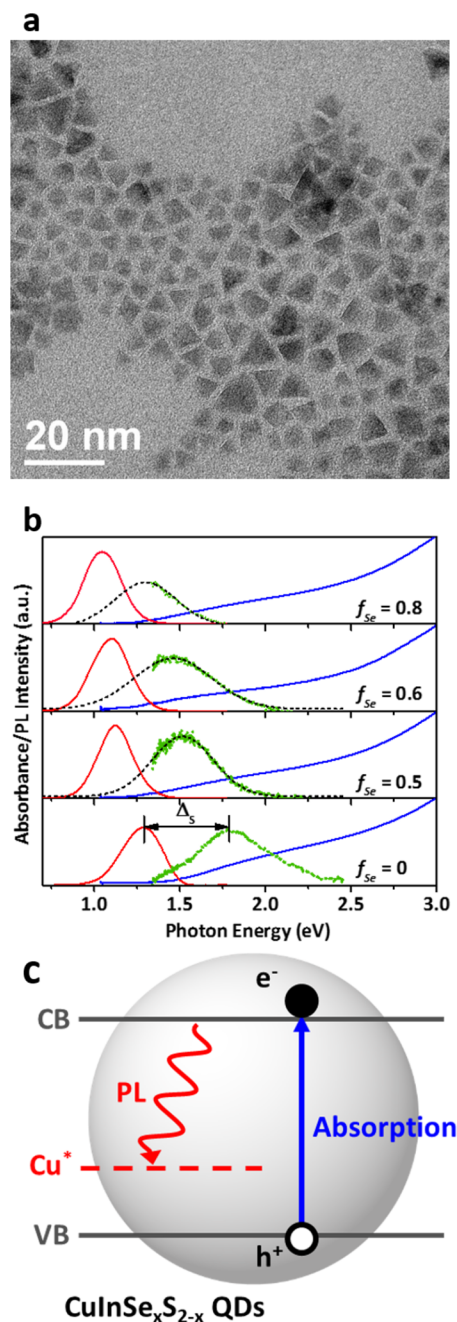 a
20 nm
b
Absorbance/PL Intensity (a.u.)
f_Se = 0.8
f_Se = 0.6
f_Se = 0.5
Δ_s
f_Se = 0
1.0 1.5 2.0 2.5 3.0
Photon Energy (eV)
c
e⁻
CB
PL
Absorption
Cu*
VB
h⁺
CuInSeₓS₂₋ₓ QDs